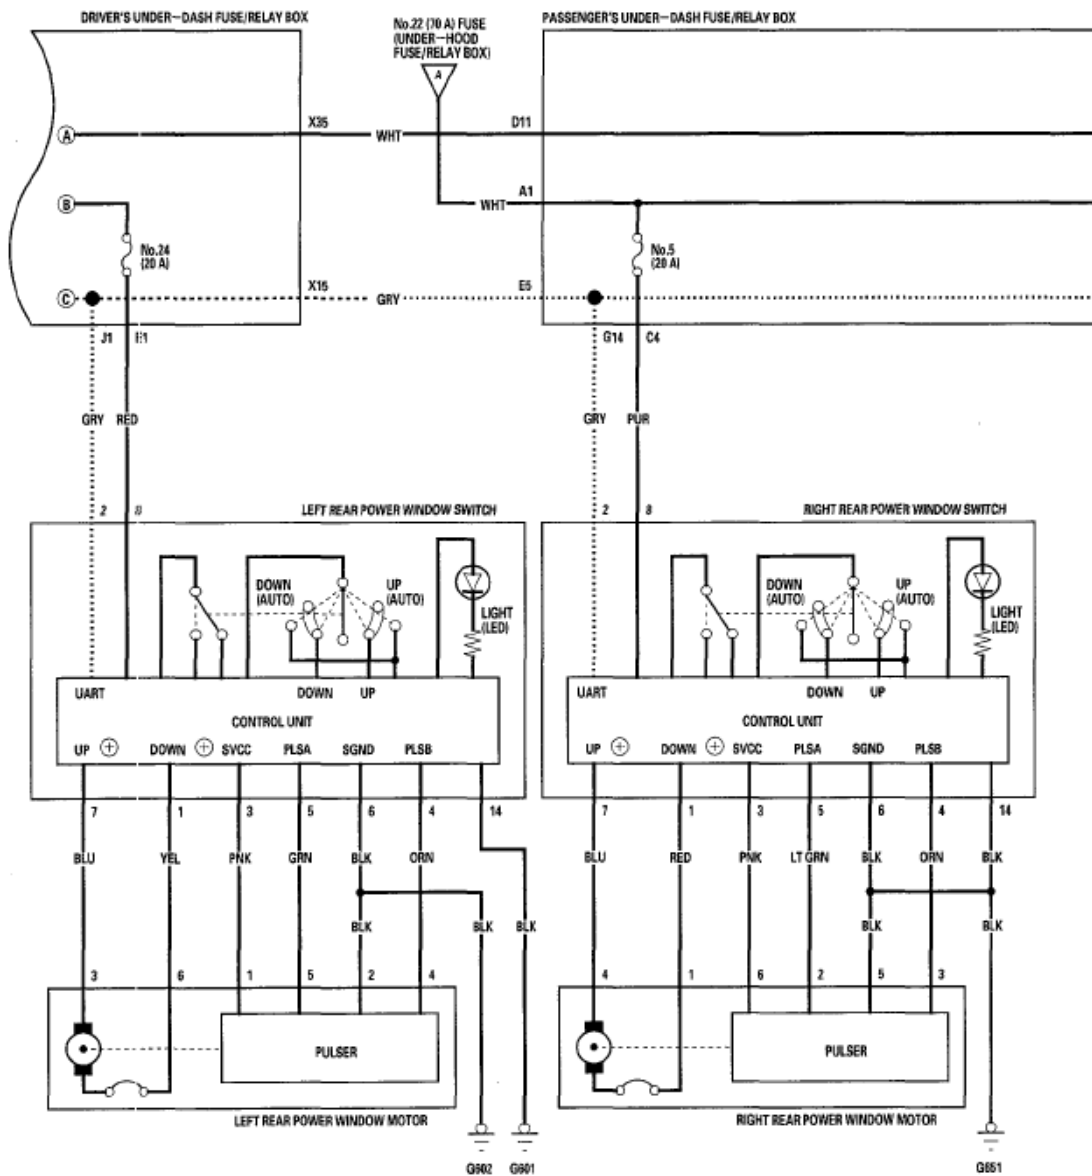 DRIVER'S UNDER—DASH FUSE/RELAY BOX
No.22 (70 A) FUSE
(UNDER—HOOD
FUSE/RELAY BOX)
PASSENGER'S UNDER—DASH FUSE/RELAY BOX
A
A
X35
WHT
D11
B
WHT
A1
No.24
(20 A)
No.5
(20 A)
C
X15
GRY
E5
J1
E1
G14
C4
GRY
RED
GRY
PUR
2
8
LEFT REAR POWER WINDOW SWITCH
2
8
RIGHT REAR POWER WINDOW SWITCH
DOWN
(AUTO)
UP
(AUTO)
LIGHT
(LED)
DOWN
(AUTO)
UP
(AUTO)
LIGHT
(LED)
UART
DOWN
UP
UART
DOWN
UP
CONTROL UNIT
CONTROL UNIT
UP + DOWN + SVCC PLSA SGND PLSB
UP + DOWN + SVCC PLSA SGND PLSB
7 1 3 5 6 4 14
7 1 3 5 6 4 14
BLU YEL PNK GRN BLK ORN
BLU RED PNK LT GRN BLK ORN BLK
BLK BLK BLK
BLK BLK
3 6 1 5 2 4
4 1 6 2 5 3
PULSER
PULSER
LEFT REAR POWER WINDOW MOTOR
RIGHT REAR POWER WINDOW MOTOR
G602 G601
G651